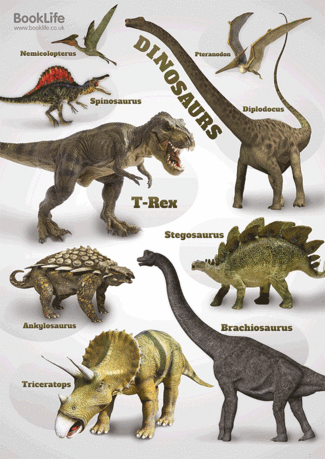 BookLife
www.booklife.co.uk
Nemicolopterus
Pteranodon
DINOSAURS
Spinosaurus
Diplodocus
T-Rex
Stegosaurus
Ankylosaurus
Brachiosaurus
Triceratops